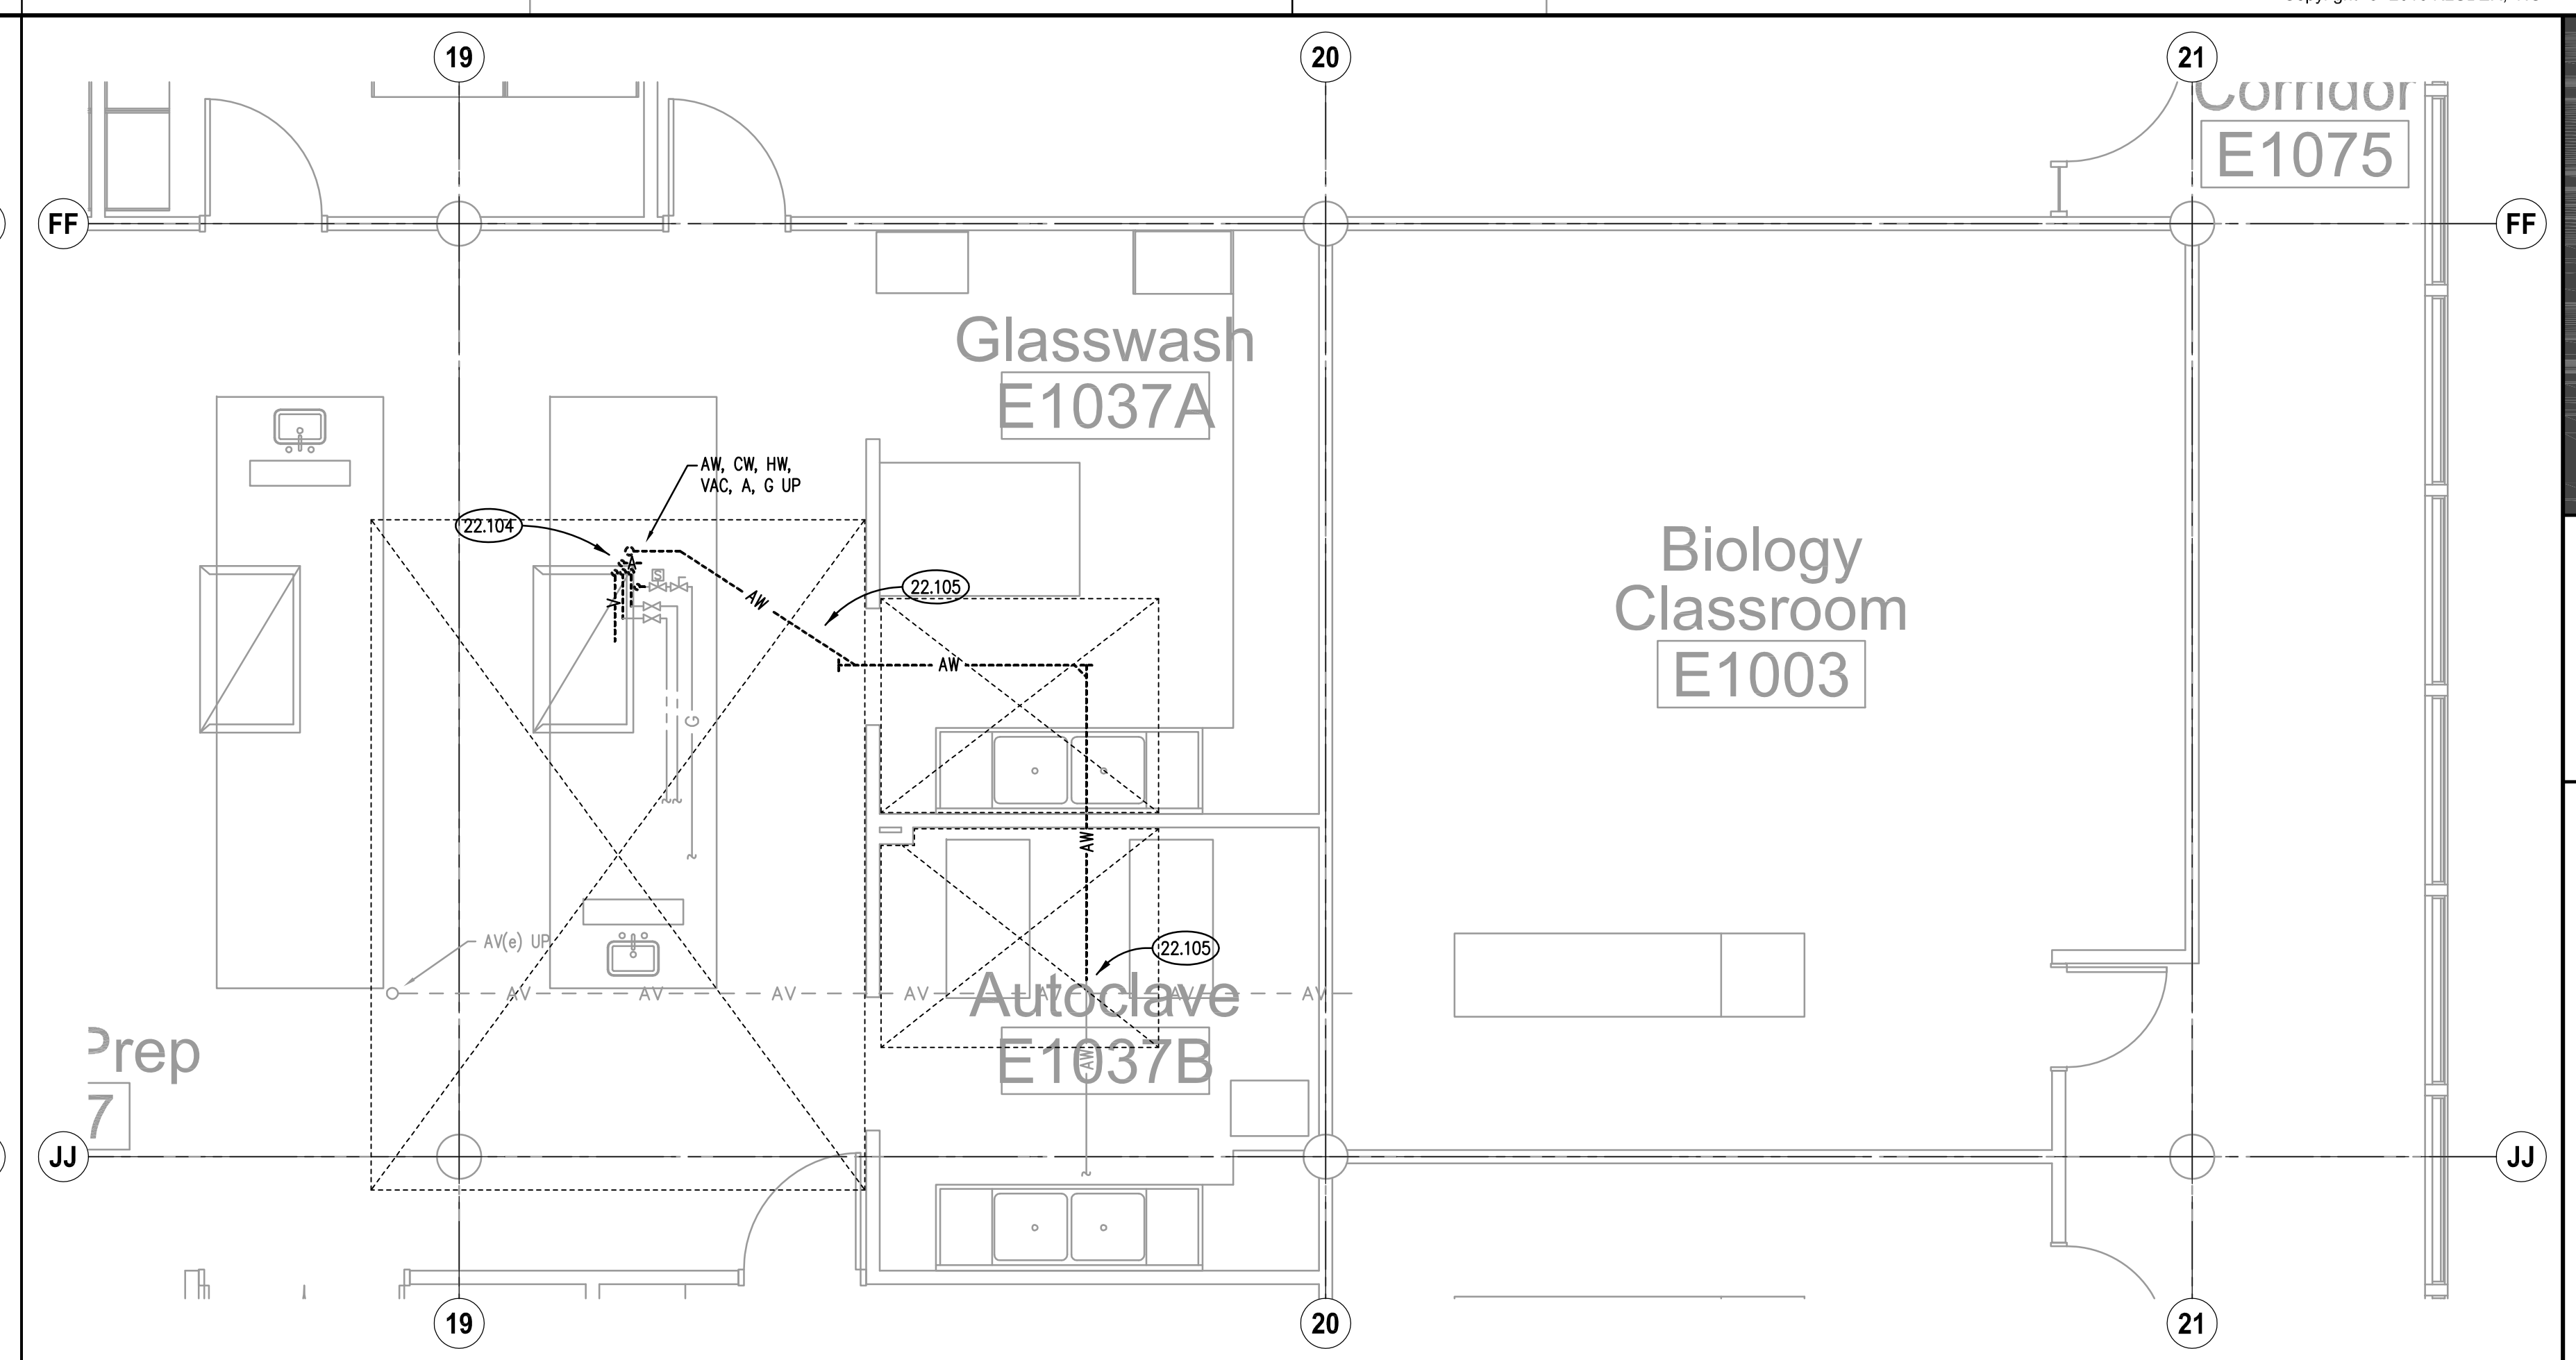 19
20
21
Corridor
E1075
FF
FF
Glasswash
E1037A
AW, CW, HW,
VAC, A, G UP
22.104
A
S
V
AW
22.105
AW
Biology
Classroom
E1003
G
AW
AV(e) UP
22.105
AV
AV
AV
AV
AV
AV
AV
Autoclave
E1037B
AW
Prep
7
JJ
JJ
19
20
21